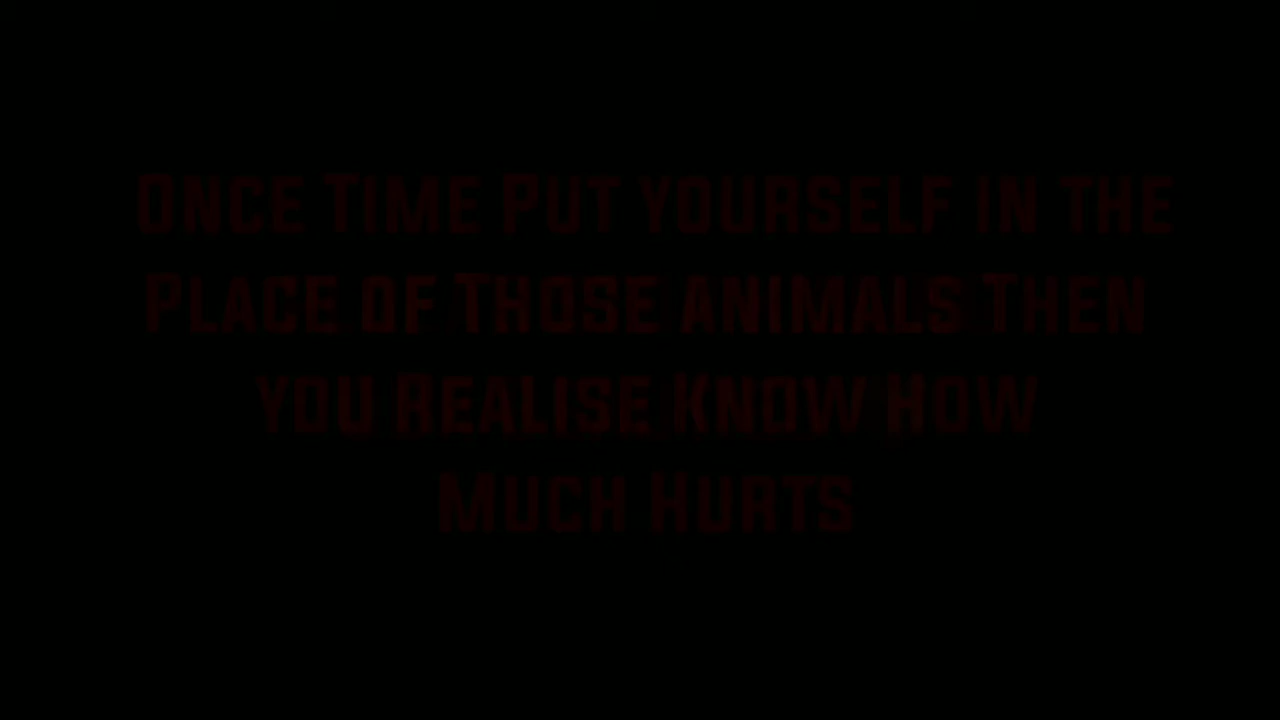 Once Time Put yourself in the
Place of Those animals Then
you Realise Know How
Much Hurts